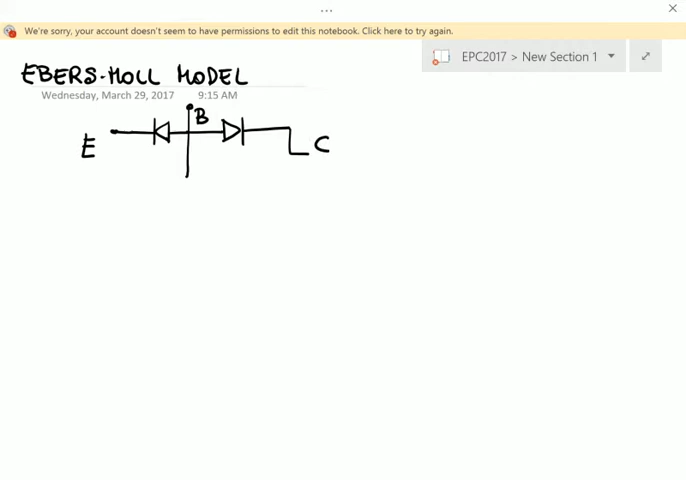 We're sorry, your account doesn't seem to have permissions to edit this notebook. Click here to try again.
EPC2017 > New Section 1
EBERS-MOLL MODEL
Wednesday, March 29, 2017 9:15 AM
B
E
C